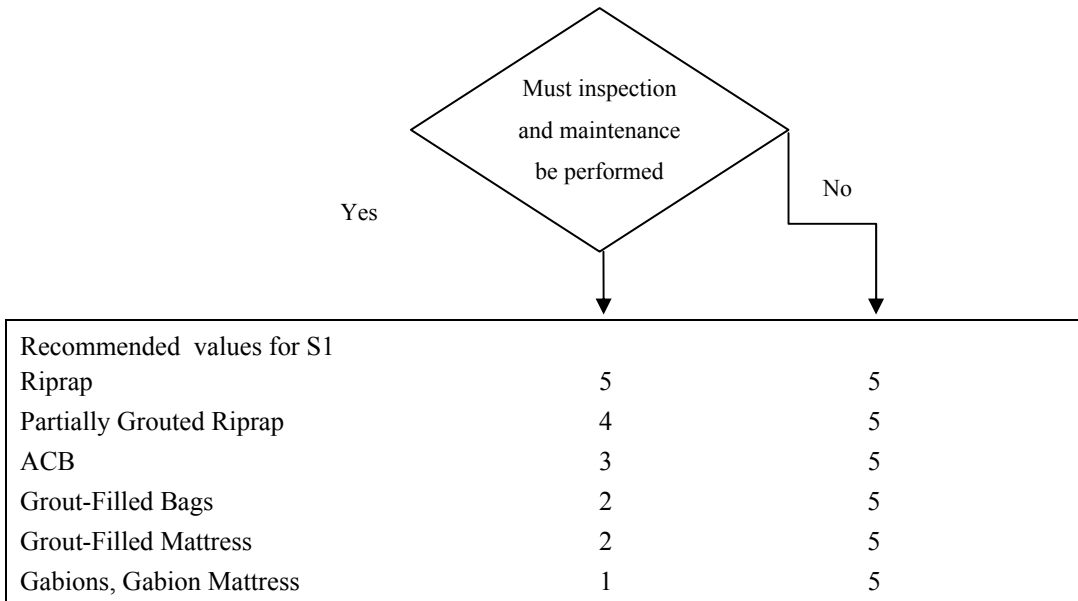 Must inspection
and maintenance
be performed
No
Yes
Recommended values for S1
Riprap 5 5
Partially Grouted Riprap 4 5
ACB 3 5
Grout-Filled Bags 2 5
Grout-Filled Mattress 2 5
Gabions, Gabion Mattress 1 5